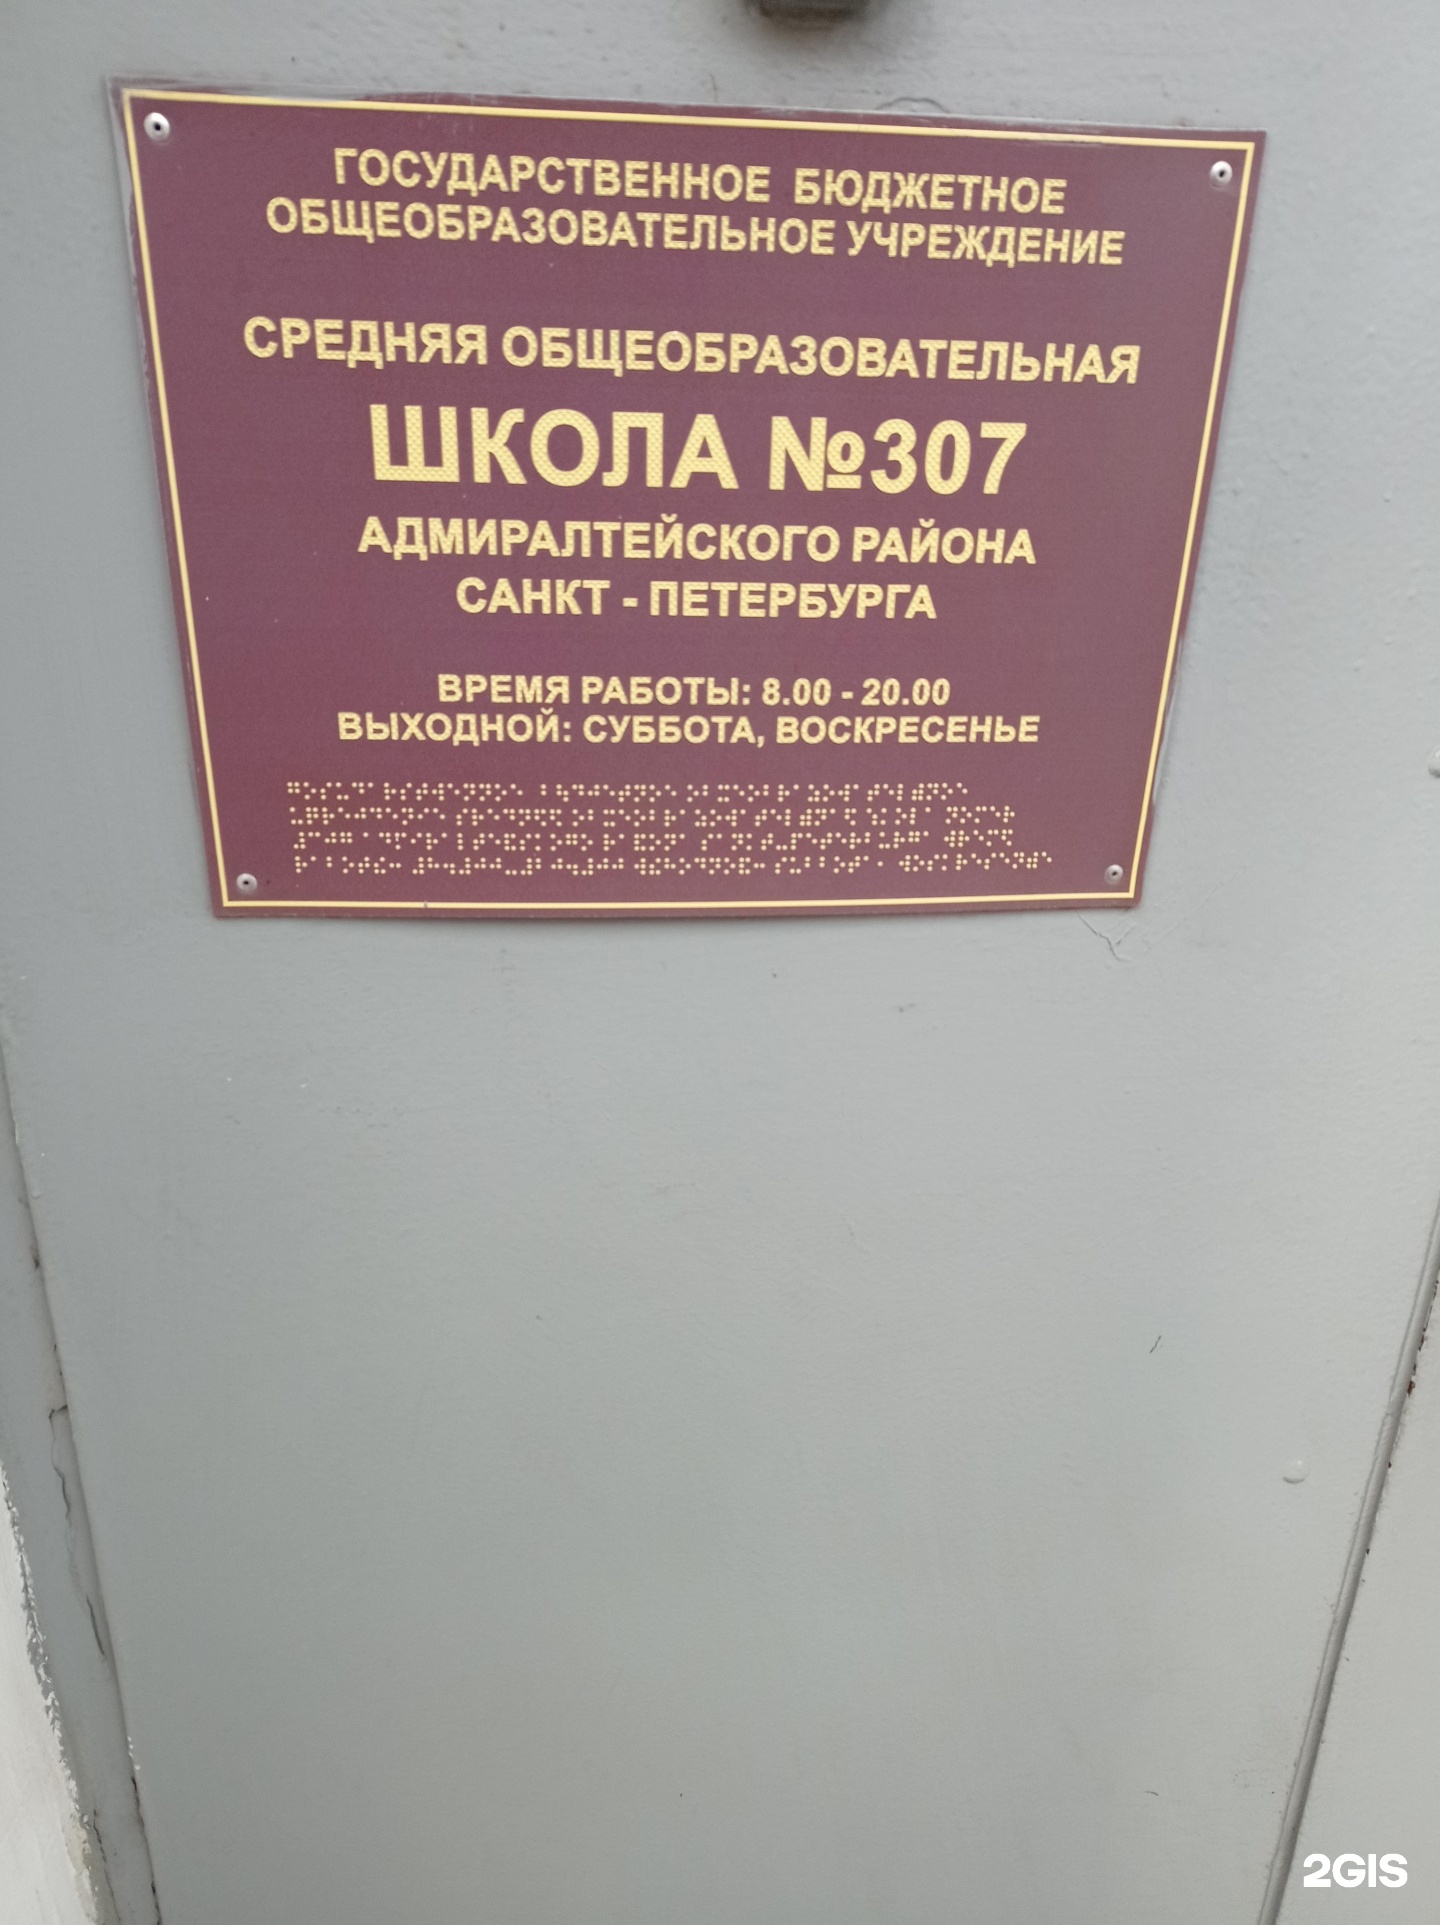 ГОСУДАРСТВЕННОЕ БЮДЖЕТНОЕ
ОБЩЕОБРАЗОВАТЕЛЬНОЕ УЧРЕЖДЕНИЕ
СРЕДНЯЯ ОБЩЕОБРАЗОВАТЕЛЬНАЯ
ШКОЛА №307
АДМИРАЛТЕЙСКОГО РАЙОНА
САНКТ - ПЕТЕРБУРГА
ВРЕМЯ РАБОТЫ: 8.00 - 20.00
ВЫХОДНОЙ: СУББОТА, ВОСКРЕСЕНЬЕ
2GIS